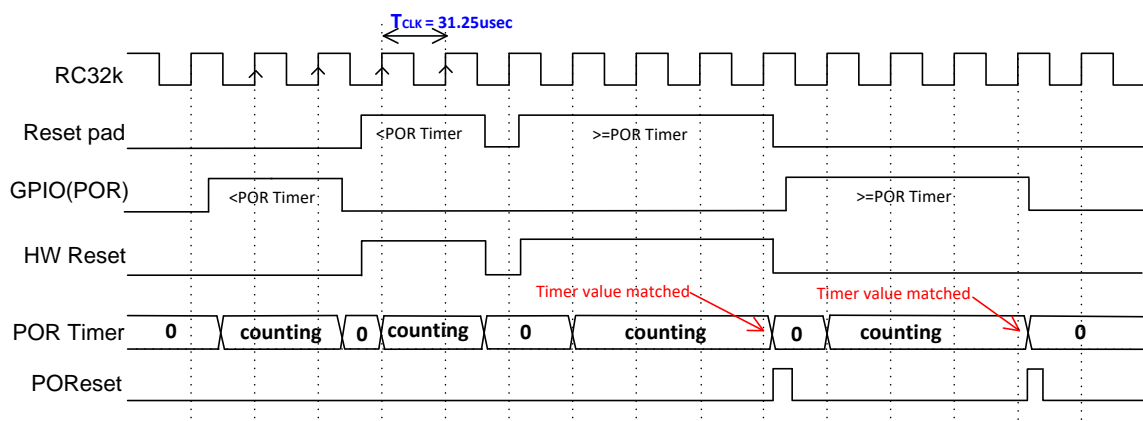 TCLK = 31.25usec
RC32k
Reset pad
<POR Timer
>=POR Timer
GPIO(POR)
<POR Timer
>=POR Timer
HW Reset
Timer value matched
Timer value matched
POR Timer
0
counting
0
counting
0
counting
0
counting
0
POReset